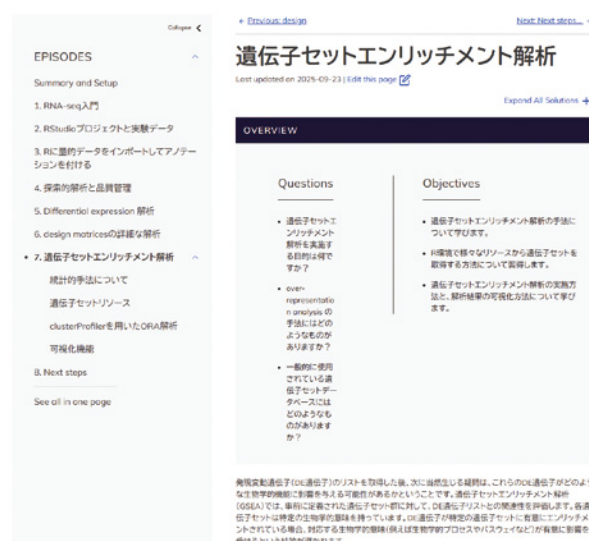 Collapse
EPISODES
Summary and Setup
1. RNA-seq入門
2. RStudioプロジェクトと実験データ
3. Rに量的データをインポートしてアノテー
ションを付ける
4. 探索的解析と品質管理
5. Differential expression 解析
6. design matricesの詳細な解析
7. 遺伝子セットエンリッチメント解析
統計的手法について
遺伝子セットリソース
clusterProfilerを用いたORA解析
可視化機能
8. Next steps
See all in one page
Previous: design
Next: Next steps...
遺伝子セットエンリッチメント解析
Last updated on 2025-09-23 | Edit this page
Expand All Solutions +
OVERVIEW
Questions
• 遺伝子セットエ
ンリッチメント
解析を実施す
る目的は何で
すか？
• over-
representatio
n analysis の
手法にはどの
ようなものが
ありますか？
• 一般的に使用
されている遺
伝子セットデー
タベースには
どのようなも
のがあります
か？
Objectives
• 遺伝子セットエンリッチメント解析の手法に
ついて学びます。
• R環境で様々なリソースから遺伝子セットを
取得する方法について習得します。
• 遺伝子セットエンリッチメント解析の実施方
法と、解析結果の可視化方法について学び
ます。
発現変動遺伝子（DE遺伝子）のリストを取得した後、次に当然生じる疑問は、これらのDE遺伝子がどのよう
な生物学的機能に影響を与える可能性があるかということです。遺伝子セットエンリッチメント解析
（GSEA）では、事前に定義された遺伝子セット群に対して、DE遺伝子リストとの関連性を評価します。各遺
伝子セットは特定の生物学的意味を持っています。DE遺伝子が特定の遺伝子セットに有意にエンリッチメ
ントされている場合、対応する生物学的意味（例えば生物学的プロセスやパスウェイなど）が有意に影響を